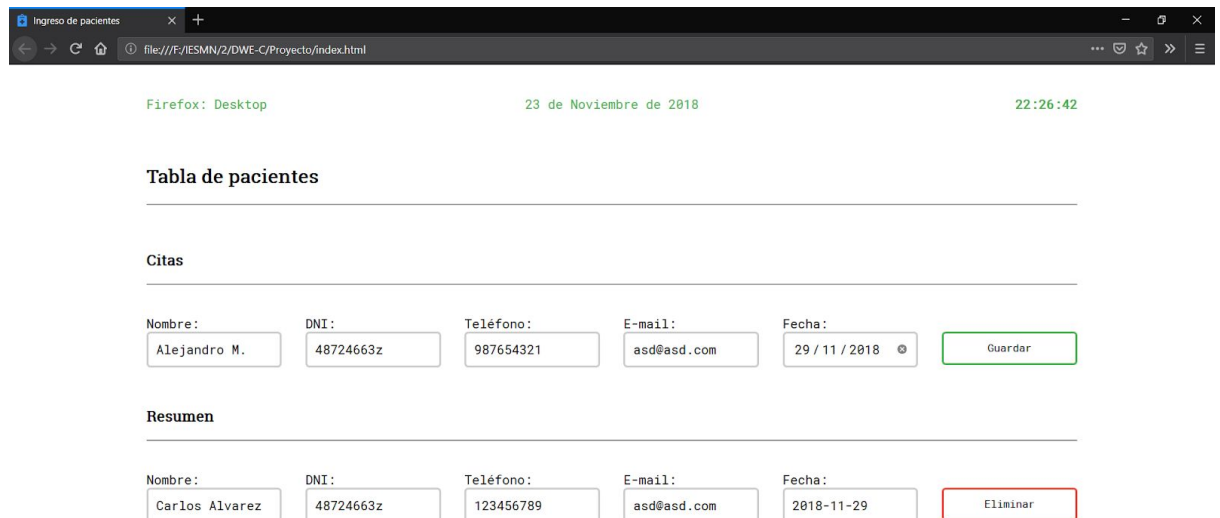 Ingreso de pacientes
file:///F:/IESMN/2/DWE-C/Proyecto/index.html
Firefox: Desktop 23 de Noviembre de 2018 22:26:42
Tabla de pacientes
Citas
Nombre: DNI: Teléfono: E-mail: Fecha:
Alejandro M. 48724663z 987654321 asd@asd.com 29/11/2018 Guardar
Resumen
Nombre: DNI: Teléfono: E-mail: Fecha:
Carlos Alvarez 48724663z 123456789 asd@asd.com 2018-11-29 Eliminar